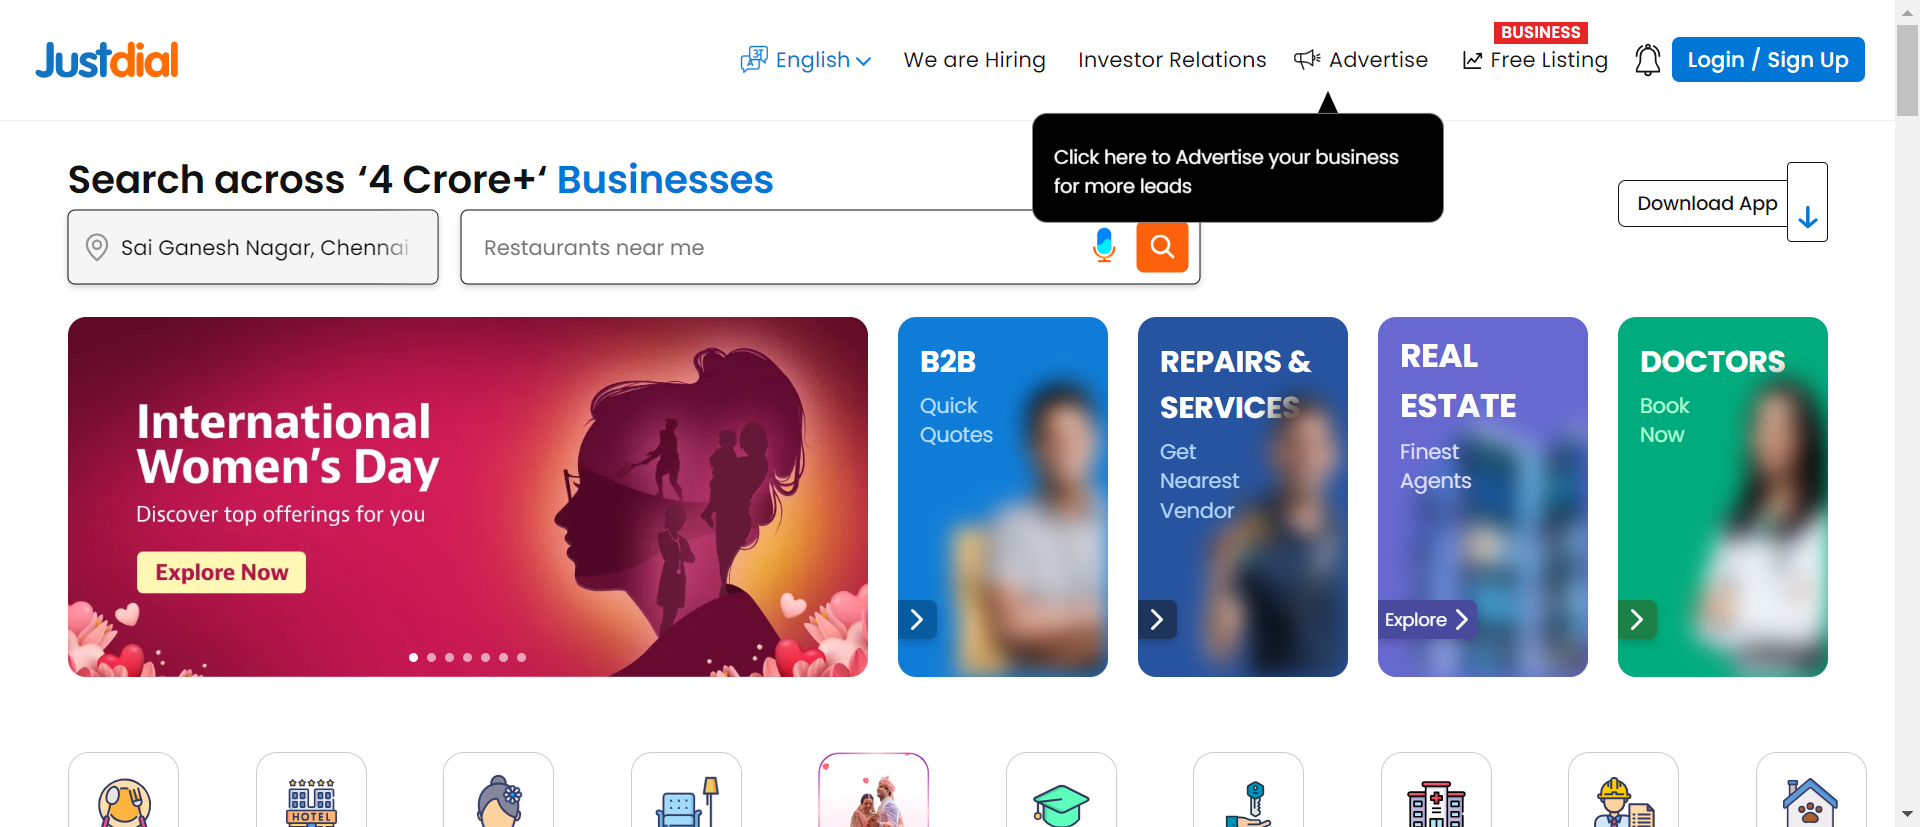 Justdial
English
We are Hiring
Investor Relations
Advertise
BUSINESS
Free Listing
Login / Sign Up
Click here to Advertise your business
for more leads
Search across ‘4 Crore+‘ Businesses
Download App
Sai Ganesh Nagar, Chennai
Restaurants near me
International
Women's Day
Discover top offerings for you
Explore Now
B2B
Quick
Quotes
REPAIRS &
SERVICES
Get
Nearest
Vendor
REAL
ESTATE
Finest
Agents
Explore
DOCTORS
Book
Now
HOTEL